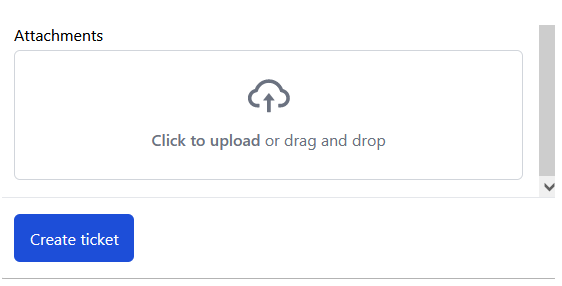 Attachments
Click to upload or drag and drop
Create ticket